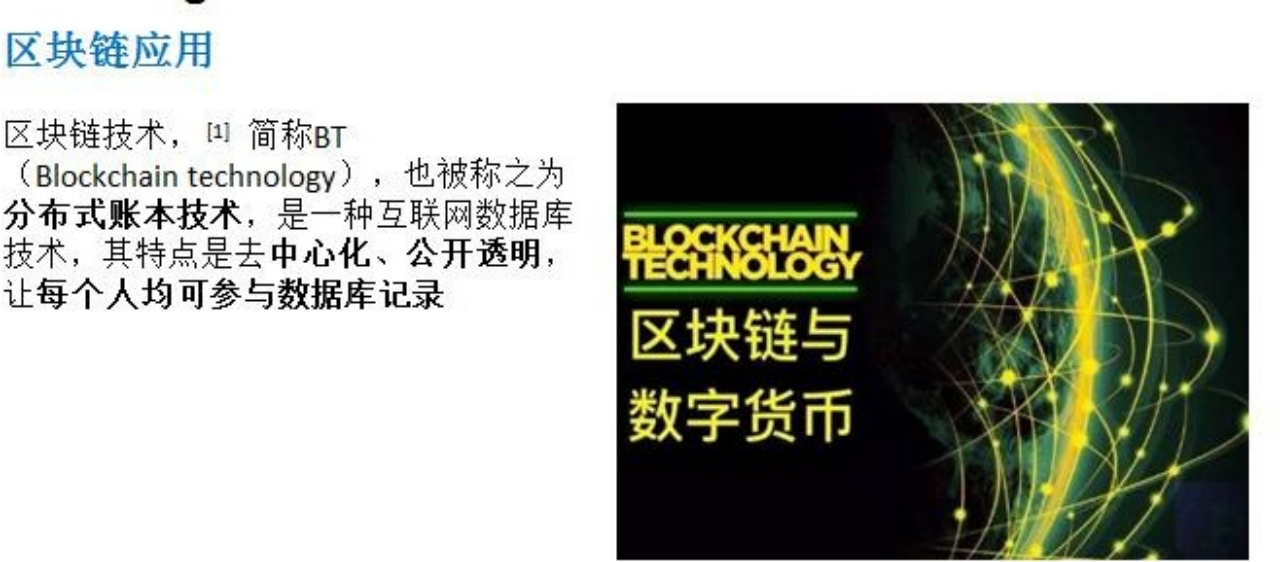 区块链应用
区块链技术，[1] 简称BT
（Blockchain technology），也被称之为
分布式账本技术，是一种互联网数据库
技术，其特点是去中心化、公开透明，
让每个人均可参与数据库记录
BLOCKCHAIN
TECHNOLOGY
区块链与
数字货币